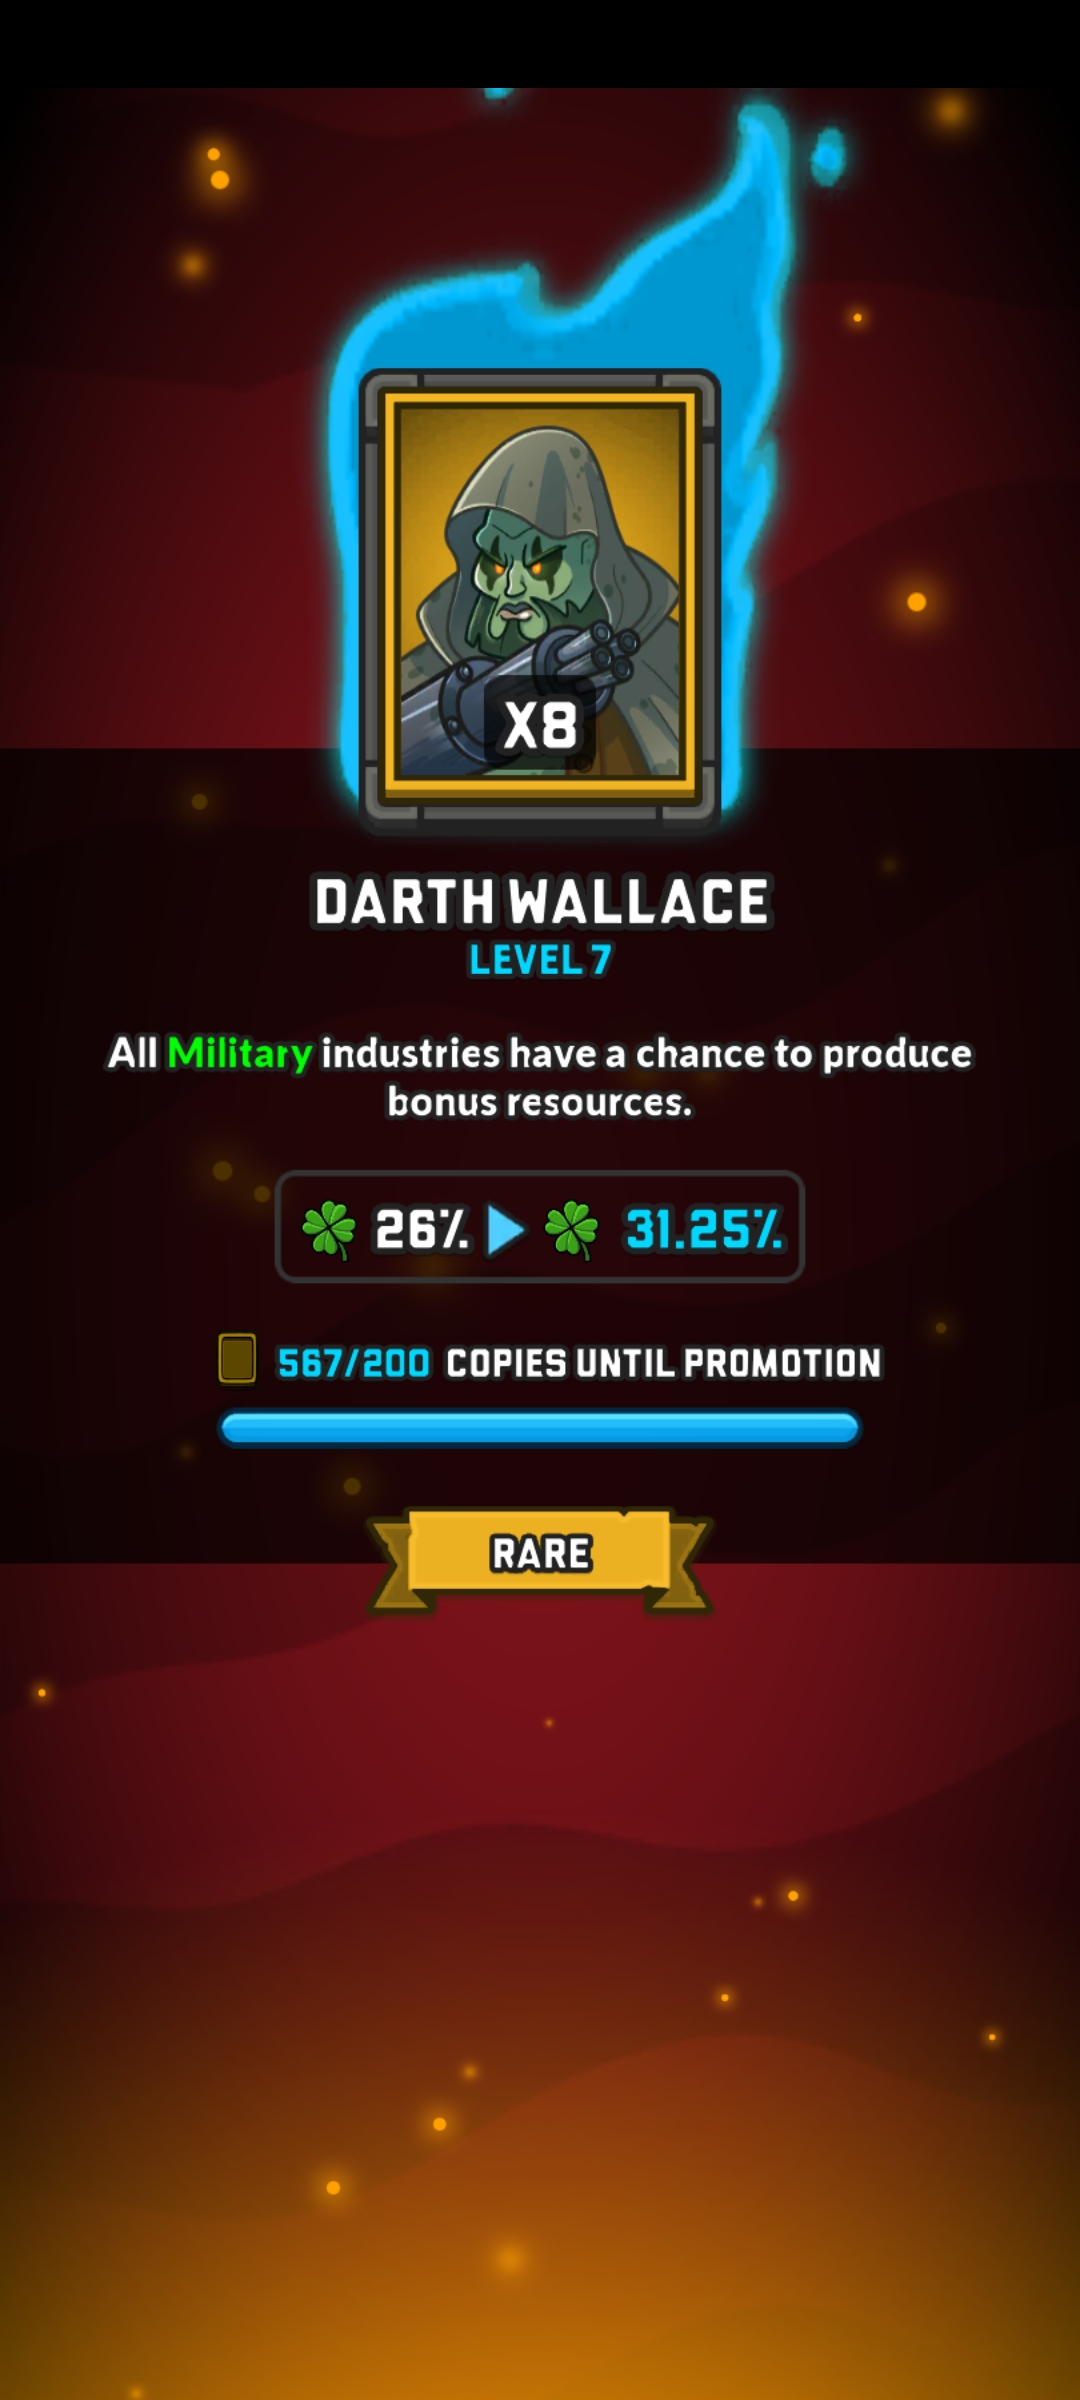 X8
DARTH WALLACE
LEVEL 7
All Military industries have a chance to produce
bonus resources.
26% 31.25%
567/200 COPIES UNTIL PROMOTION
RARE